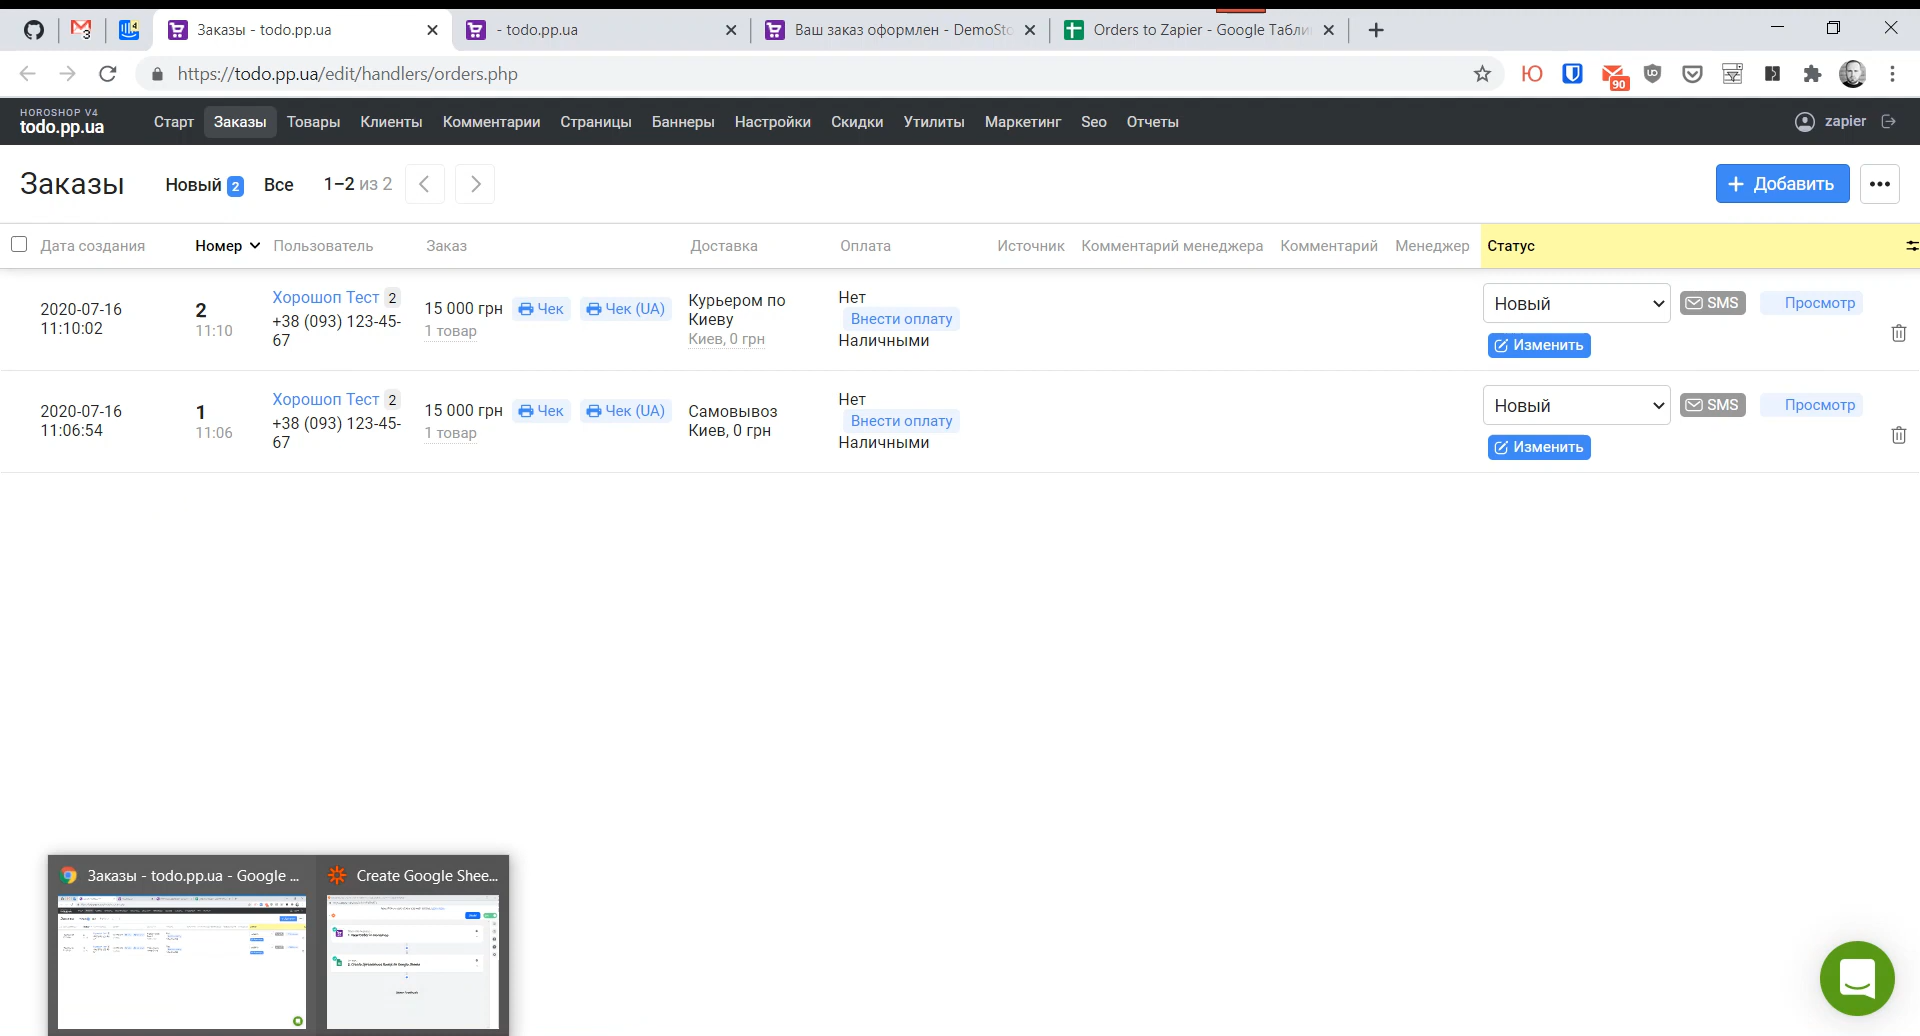 3
4
Заказы - todo.pp.ua
- todo.pp.ua
Ваш заказ оформлен - DemoSto
Orders to Zapier - Google Табли
https://todo.pp.ua/edit/handlers/orders.php
Ю
90
HOROSHOP V4
todo.pp.ua
Старт Заказы Товары Клиенты Комментарии Страницы Баннеры Настройки Скидки Утилиты Маркетинг Seo Отчеты
zapier
Заказы
Новый 2 Все 1–2 из 2
+ Добавить
Дата создания Номер Пользователь Заказ Доставка Оплата Источник Комментарий менеджера Комментарий Менеджер Статус
2020-07-16
11:10:02
2
11:10
Хорошоп Тест 2
+38 (093) 123-45-
67
15 000 грн Чек Чек (UA)
1 товар
Курьером по
Киеву
Киев, 0 грн
Нет
Внести оплату
Наличными
Новый SMS Просмотр
Изменить
2020-07-16
11:06:54
1
11:06
Хорошоп Тест 2
+38 (093) 123-45-
67
15 000 грн Чек Чек (UA)
1 товар
Самовывоз
Киев, 0 грн
Нет
Внести оплату
Наличными
Новый SMS Просмотр
Изменить
Заказы - todo.pp.ua - Google ...
Create Google Shee...